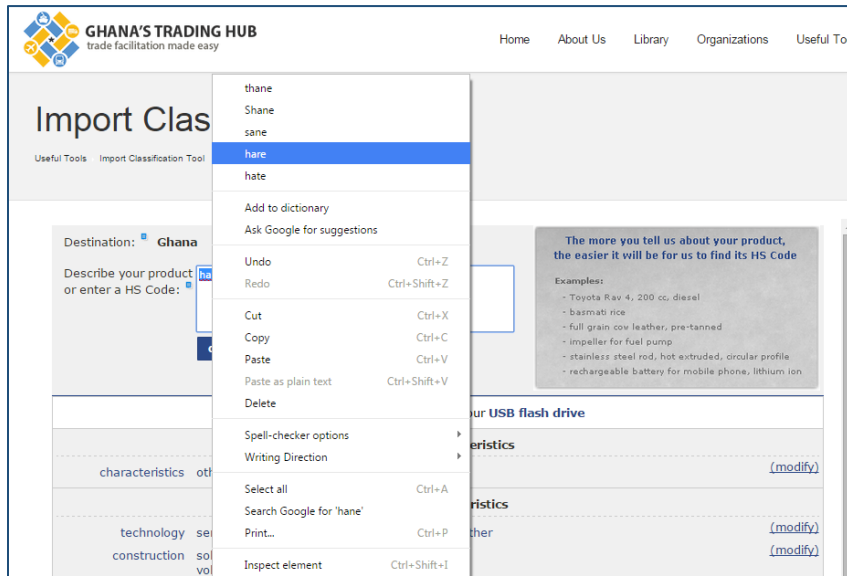 GHANA'S TRADING HUB
trade facilitation made easy
Home About Us Library Organizations Useful To
Import Clas
Useful Tools Import Classification Tool
thane
Shane
sane
hare
hate
Add to dictionary
Ask Google for suggestions
Undo Ctrl+Z
Redo Ctrl+Shift+Z
Cut Ctrl+X
Copy Ctrl+C
Paste Ctrl+V
Paste as plain text Ctrl+Shift+V
Delete
Spell-checker options
Writing Direction
Select all Ctrl+A
Search Google for 'hane'
Print... Ctrl+P
Inspect element Ctrl+Shift+I
Destination: Ghana
Describe your product
or enter a HS Code:
ha
The more you tell us about your product,
the easier it will be for us to find its HS Code
Examples:
- Toyota Rav 4, 200 cc, diesel
- basmati rice
- full grain cow leather, pre-tanned
- impeller for fuel pump
- stainless steel rod, hot extruded, circular profile
- rechargeable battery for mobile phone, lithium ion
ur USB flash drive
eristics
characteristics oth (modify)
ristics
technology se ther (modify)
construction sol (modify)
vol